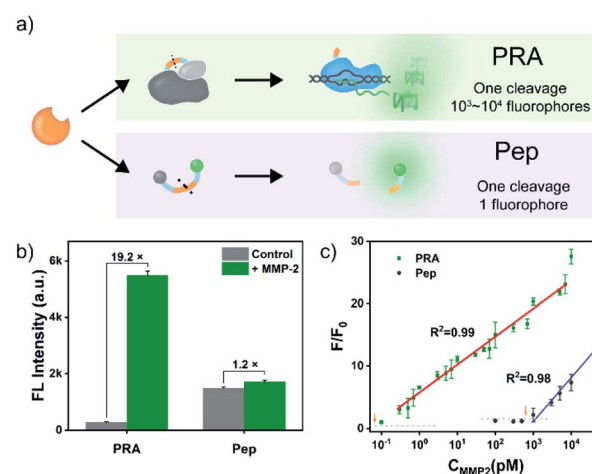 a)
PRA
One cleavage
10³~10⁴ fluorophores
Pep
One cleavage
1 fluorophore
b)
FL Intensity (a.u.)
6k
4k
2k
0
19.2 ×
1.2 ×
Control
+ MMP-2
PRA
Pep
c)
F/F₀
30
20
10
0
PRA
Pep
R²=0.99
R²=0.98
10⁻¹ 10⁰ 10¹ 10² 10³ 10⁴
C_MMP2(pM)